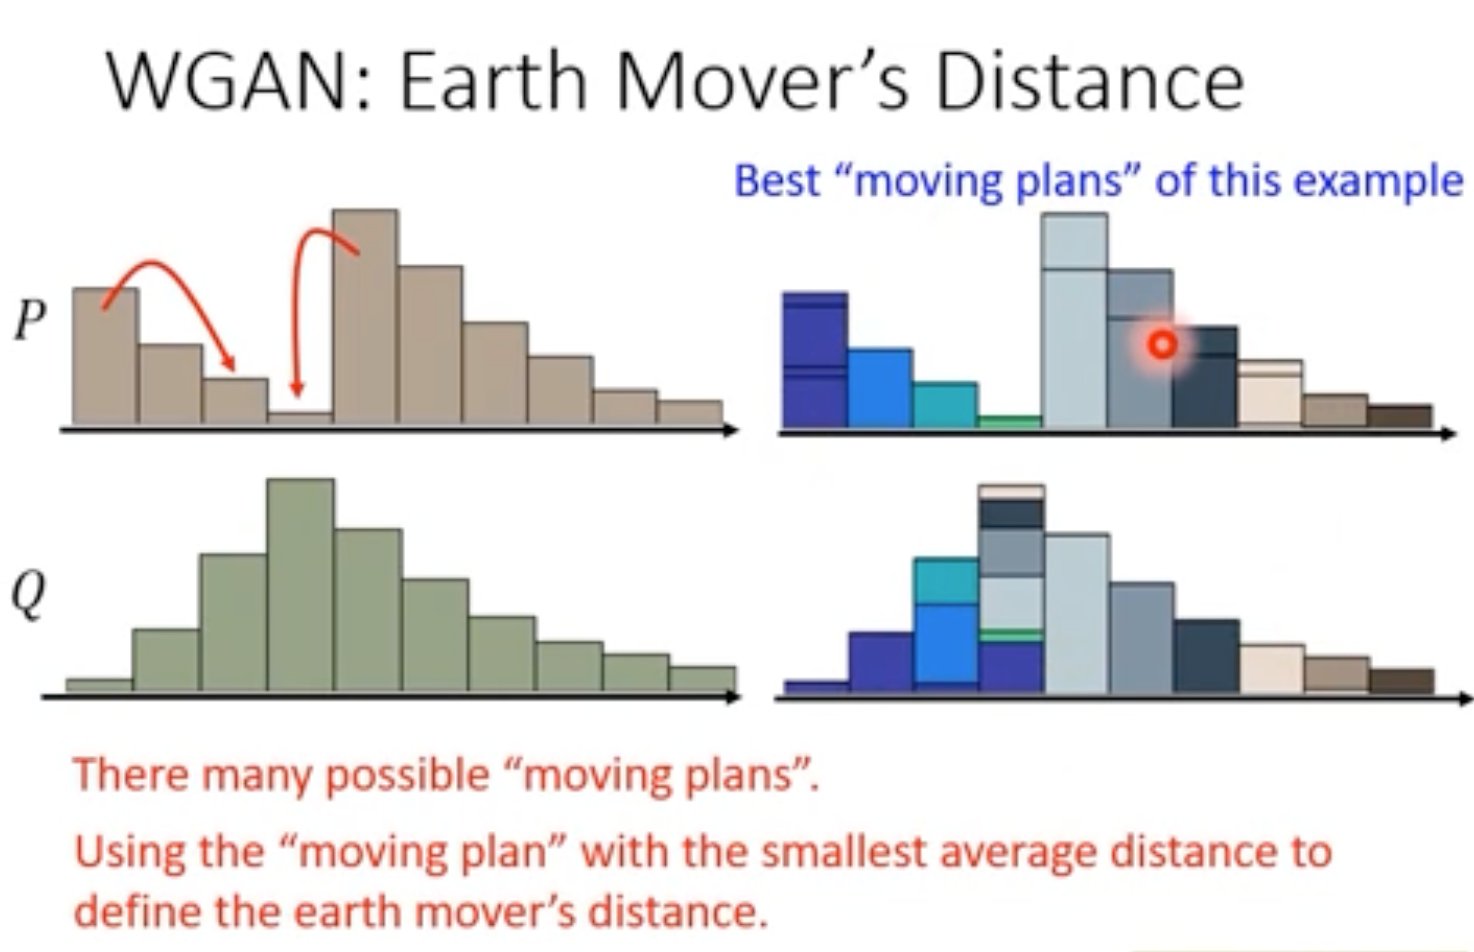 WGAN: Earth Mover’s Distance
Best “moving plans” of this example
P
Q
There many possible “moving plans”.
Using the “moving plan” with the smallest average distance to
define the earth mover’s distance.